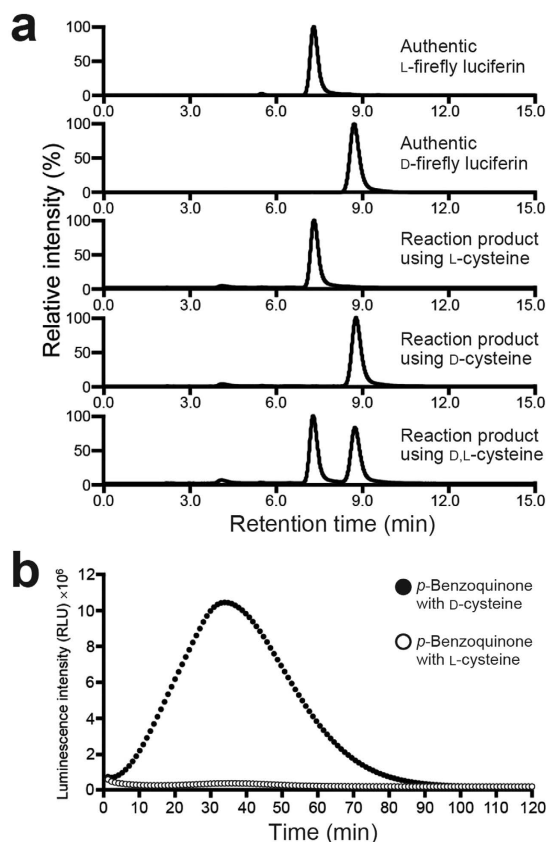 a
Relative intensity (%)
100
50
0
0.0 3.0 6.0 9.0 12.0 15.0
Authentic
L-firefly luciferin
100
50
0
0.0 3.0 6.0 9.0 12.0 15.0
Authentic
D-firefly luciferin
100
50
0
0.0 3.0 6.0 9.0 12.0 15.0
Reaction product
using L-cysteine
100
50
0
0.0 3.0 6.0 9.0 12.0 15.0
Reaction product
using D-cysteine
100
50
0
0.0 3.0 6.0 9.0 12.0 15.0
Reaction product
using D,L-cysteine
Retention time (min)
b
Luminescence intensity (RLU) ×10⁶
12
10
8
6
4
2
0
0 10 20 30 40 50 60 70 80 90 100 110 120
p-Benzoquinone
with D-cysteine
p-Benzoquinone
with L-cysteine
Time (min)